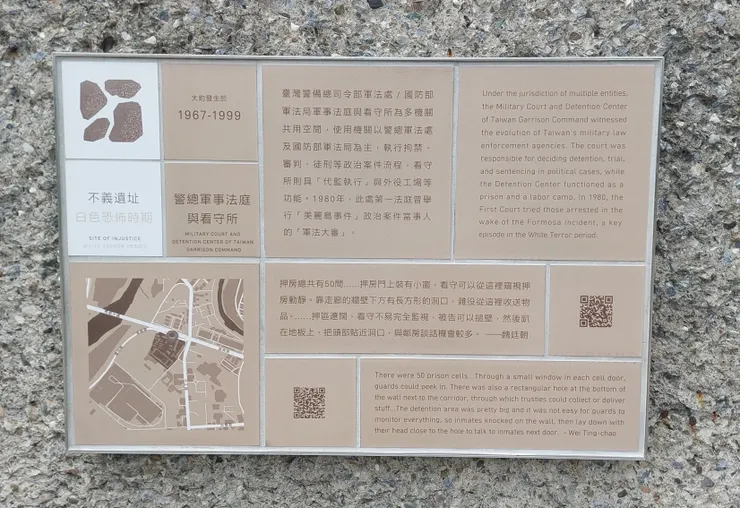 大約發生於
1967-1999
不義遺址
白色恐怖時期
SITE OF INJUSTICE
WHITE TERROR PERIOD
警總軍事法庭
與看守所
MILITARY COURT AND
DETENTION CENTER OF TAIWAN
GARRISON COMMAND
臺灣警備總司令部軍法處/國防部
軍法局軍事法庭與看守所為多機關
共用空間,使用機關以警總軍法處
及國防部軍法局為主,執行拘禁、
審判、徒刑等政治案件流程,看守
所則具「代監執行」與外役工場等
功能。1980年,此處第一法庭曾舉
行「美麗島事件」政治案件當事人
的「軍法大審」。
Under the jurisdiction of multiple entities,
the Military Court and Detention Center
of Taiwan Garrison Command witnessed
the evolution of Taiwan's military law
enforcement agencies. The court was
responsible for deciding detention, trial,
and sentencing in political cases, while
the Detention Center functioned as a
prison and a labor camp. In 1980, the
First Court tried those arrested in the
wake of the Formosa incident, a key
episode in the White Terror period.
押房總共有50間……押房門上裝有小窗,看守可以從這裡窺視押
房動靜。靠走廊的牆壁下方有長方形的洞口,雜役從這裡收送物
品。……押區遼闊,看守不易完全監視,被告可以搥壁,然後趴
在地板上,把頭部貼近洞口,與鄰房談話機會較多。 ——魏廷朝
There were 50 prison cells...Through a small window in each cell door,
guards could peek in. There was also a rectangular hole at the bottom of
the wall next to the corridor, through which trusties could collect or deliver
stuff...The detention area was pretty big and it was not easy for guards to
monitor everything, so inmates knocked on the wall, then lay down with
their head close to the hole to talk to inmates next door. - Wei Ting-chao